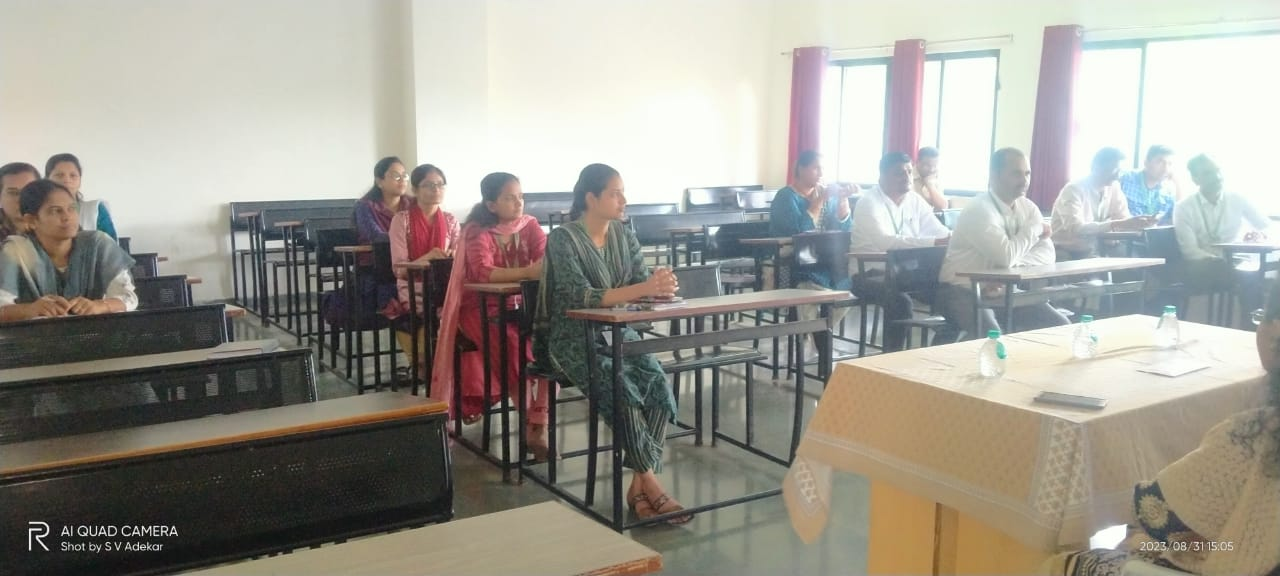 AI QUAD CAMERA
Shot by S V Adekar
2023/08/31 15:05